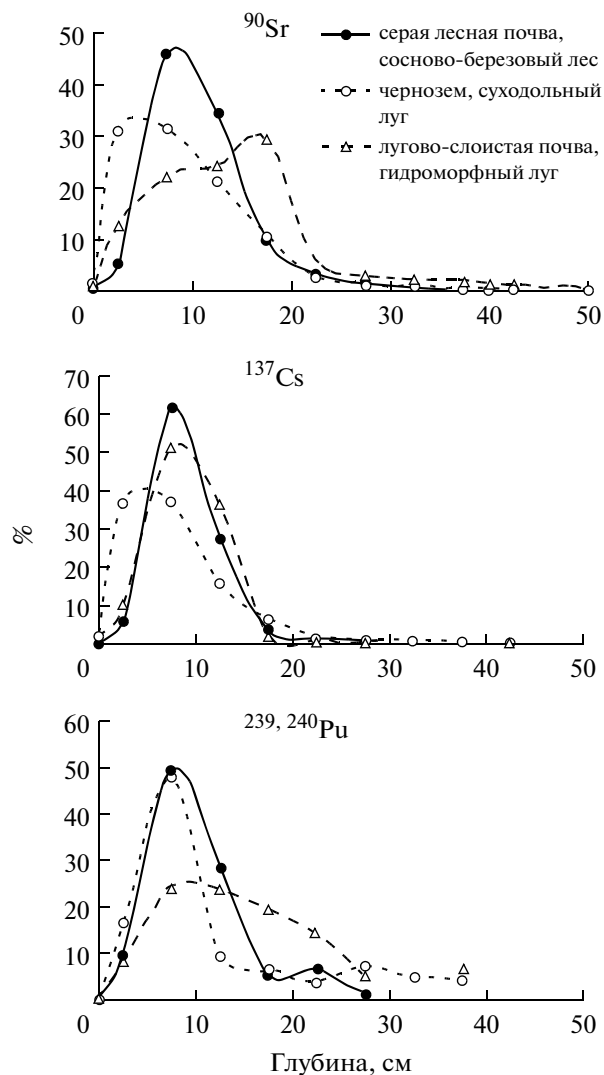 ⁹⁰Sr
серая лесная почва,
сосново-березовый лес
чернозем, суходольный
луг
лугово-слоистая почва,
гидроморфный луг
50
40
30
20
10
0 10 20 30 40 50
¹³⁷Cs
70
60
50
40
30
20
10
0 10 20 30 40 50
%
²³⁹, ²⁴⁰Pu
60
50
40
30
20
10
0 10 20 30 40 50
Глубина, см